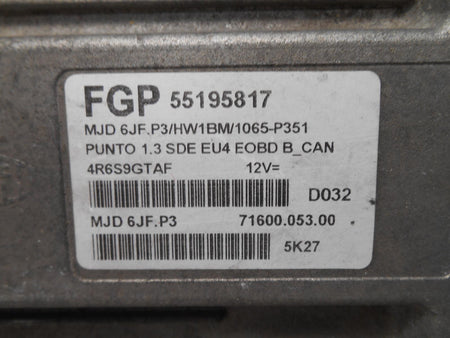 FGP 55195817
MJD 6JF.P3/HW1BM/1065-P351
PUNTO 1.3 SDE EU4 EOBD B_CAN
4R6S9GTAF 12V=
D032
MJD 6JF.P3 71600.053.00
5K27